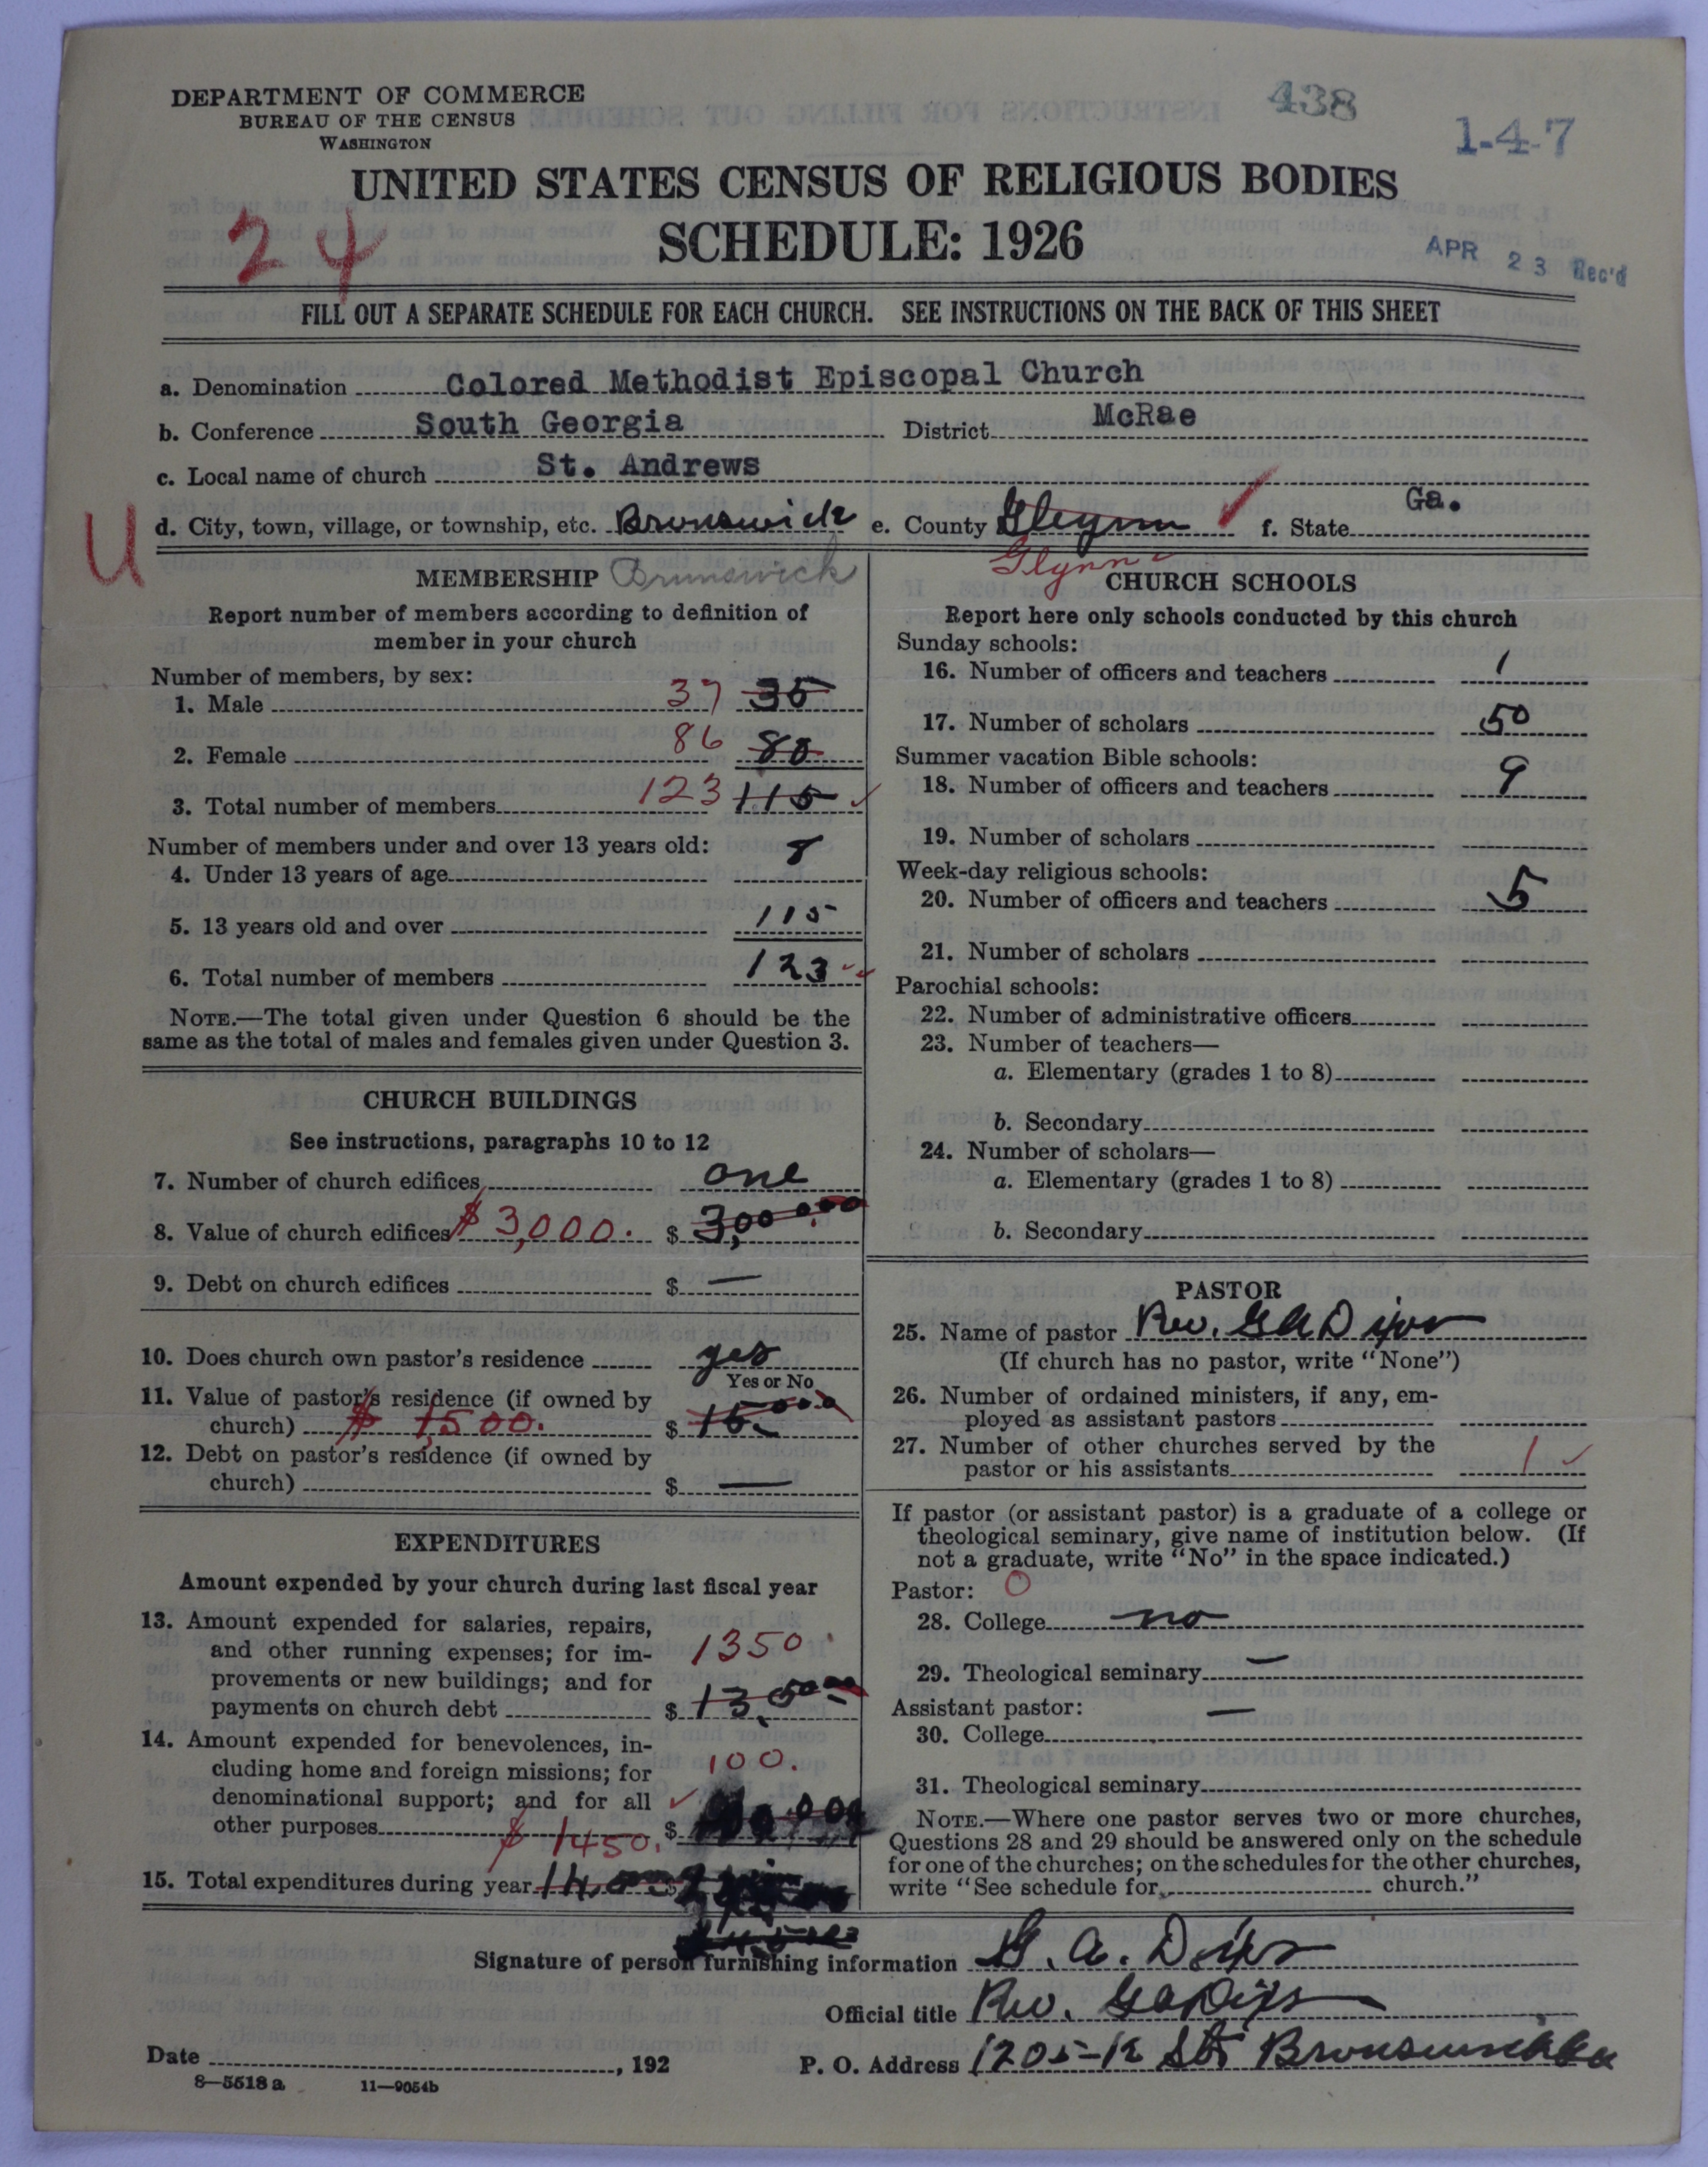 DEPARTMENT OF COMMERCE
BUREAU OF THE CENSUS
WASHINGTON
438
1-4-7
UNITED STATES CENSUS OF RELIGIOUS BODIES
SCHEDULE: 1926
24
APR 23 Rec'd
FILL OUT A SEPARATE SCHEDULE FOR EACH CHURCH. SEE INSTRUCTIONS ON THE BACK OF THIS SHEET
a. Denomination Colored Methodist Episcopal Church
b. Conference South Georgia District McRae
c. Local name of church St. Andrews
U
d. City, town, village, or township, etc. Brunswick e. County Gleynn ✓ f. State Ga.
Glynn
MEMBERSHIP Brunswick
Report number of members according to definition of
member in your church
Number of members, by sex:
1. Male 37 35
2. Female 86 80
3. Total number of members 123 115 ✓
Number of members under and over 13 years old:
4. Under 13 years of age 8
5. 13 years old and over 115
6. Total number of members 123 ✓
NOTE.—The total given under Question 6 should be the
same as the total of males and females given under Question 3.
CHURCH BUILDINGS
See instructions, paragraphs 10 to 12
7. Number of church edifices one
8. Value of church edifices $3,000. $ 3,000.00
9. Debt on church edifices $ —
10. Does church own pastor's residence yes
Yes or No
11. Value of pastor's residence (if owned by
church) $ 1,500. $
12. Debt on pastor's residence (if owned by
church) $ —
EXPENDITURES
Amount expended by your church during last fiscal year
13. Amount expended for salaries, repairs,
and other running expenses; for im-
provements or new buildings; and for
payments on church debt 1350. $
14. Amount expended for benevolences, in-
cluding home and foreign missions; for
denominational support; and for all
other purposes 100. ✓ $
$ 1450.
15. Total expenditures during year
CHURCH SCHOOLS
Report here only schools conducted by this church
Sunday schools:
16. Number of officers and teachers 1
17. Number of scholars 50
Summer vacation Bible schools:
18. Number of officers and teachers 9
19. Number of scholars
Week-day religious schools:
20. Number of officers and teachers 5
21. Number of scholars
Parochial schools:
22. Number of administrative officers
23. Number of teachers—
a. Elementary (grades 1 to 8)
b. Secondary
24. Number of scholars—
a. Elementary (grades 1 to 8)
b. Secondary
PASTOR
25. Name of pastor Rev. G A Dixon
(If church has no pastor, write "None")
26. Number of ordained ministers, if any, em-
ployed as assistant pastors
27. Number of other churches served by the
pastor or his assistants 1 ✓
If pastor (or assistant pastor) is a graduate of a college or
theological seminary, give name of institution below. (If
not a graduate, write "No" in the space indicated.)
Pastor: 0
28. College no
29. Theological seminary —
Assistant pastor: —
30. College
31. Theological seminary
NOTE.—Where one pastor serves two or more churches,
Questions 28 and 29 should be answered only on the schedule
for one of the churches; on the schedules for the other churches,
write "See schedule for church."
Signature of person furnishing information G. A.
Official title Rev. G A
Date , 192 P. O. Address 1205-K St
8-5518 a 11-9054b